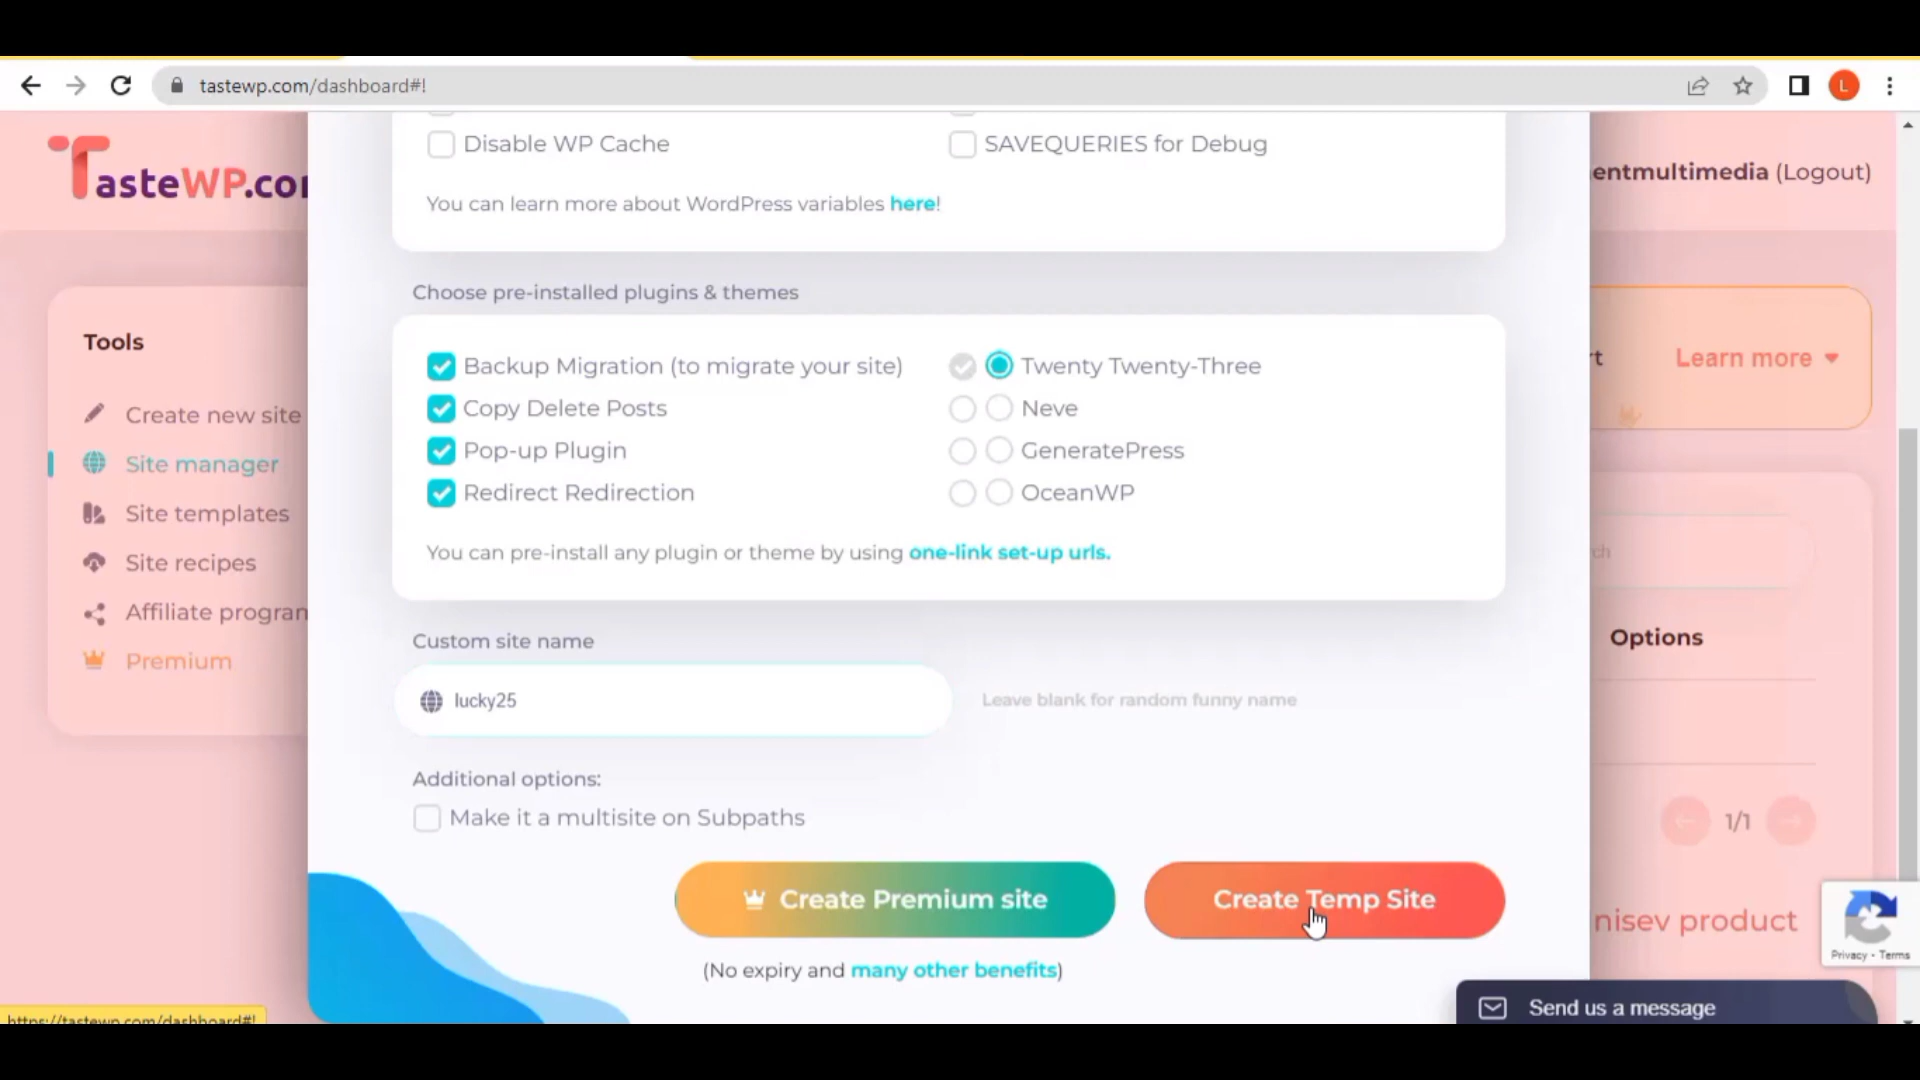 tastewp.com/dashboard#!
L
TasteWP.com
entmultimedia (Logout)
Disable WP Cache
SAVEQUERIES for Debug
You can learn more about WordPress variables here!
Choose pre-installed plugins & themes
Tools
Create new site
Site manager
Site templates
Site recipes
Affiliate program
Premium
Backup Migration (to migrate your site)
Copy Delete Posts
Pop-up Plugin
Redirect Redirection
Twenty Twenty-Three
Neve
GeneratePress
OceanWP
rt
Learn more
You can pre-install any plugin or theme by using one-link set-up urls.
rch
Options
Custom site name
lucky25
Leave blank for random funny name
Additional options:
Make it a multisite on Subpaths
1/1
Create Premium site
Create Temp Site
nisev product
Privacy - Terms
(No expiry and many other benefits)
Send us a message
https://tastewp.com/dashboard#!